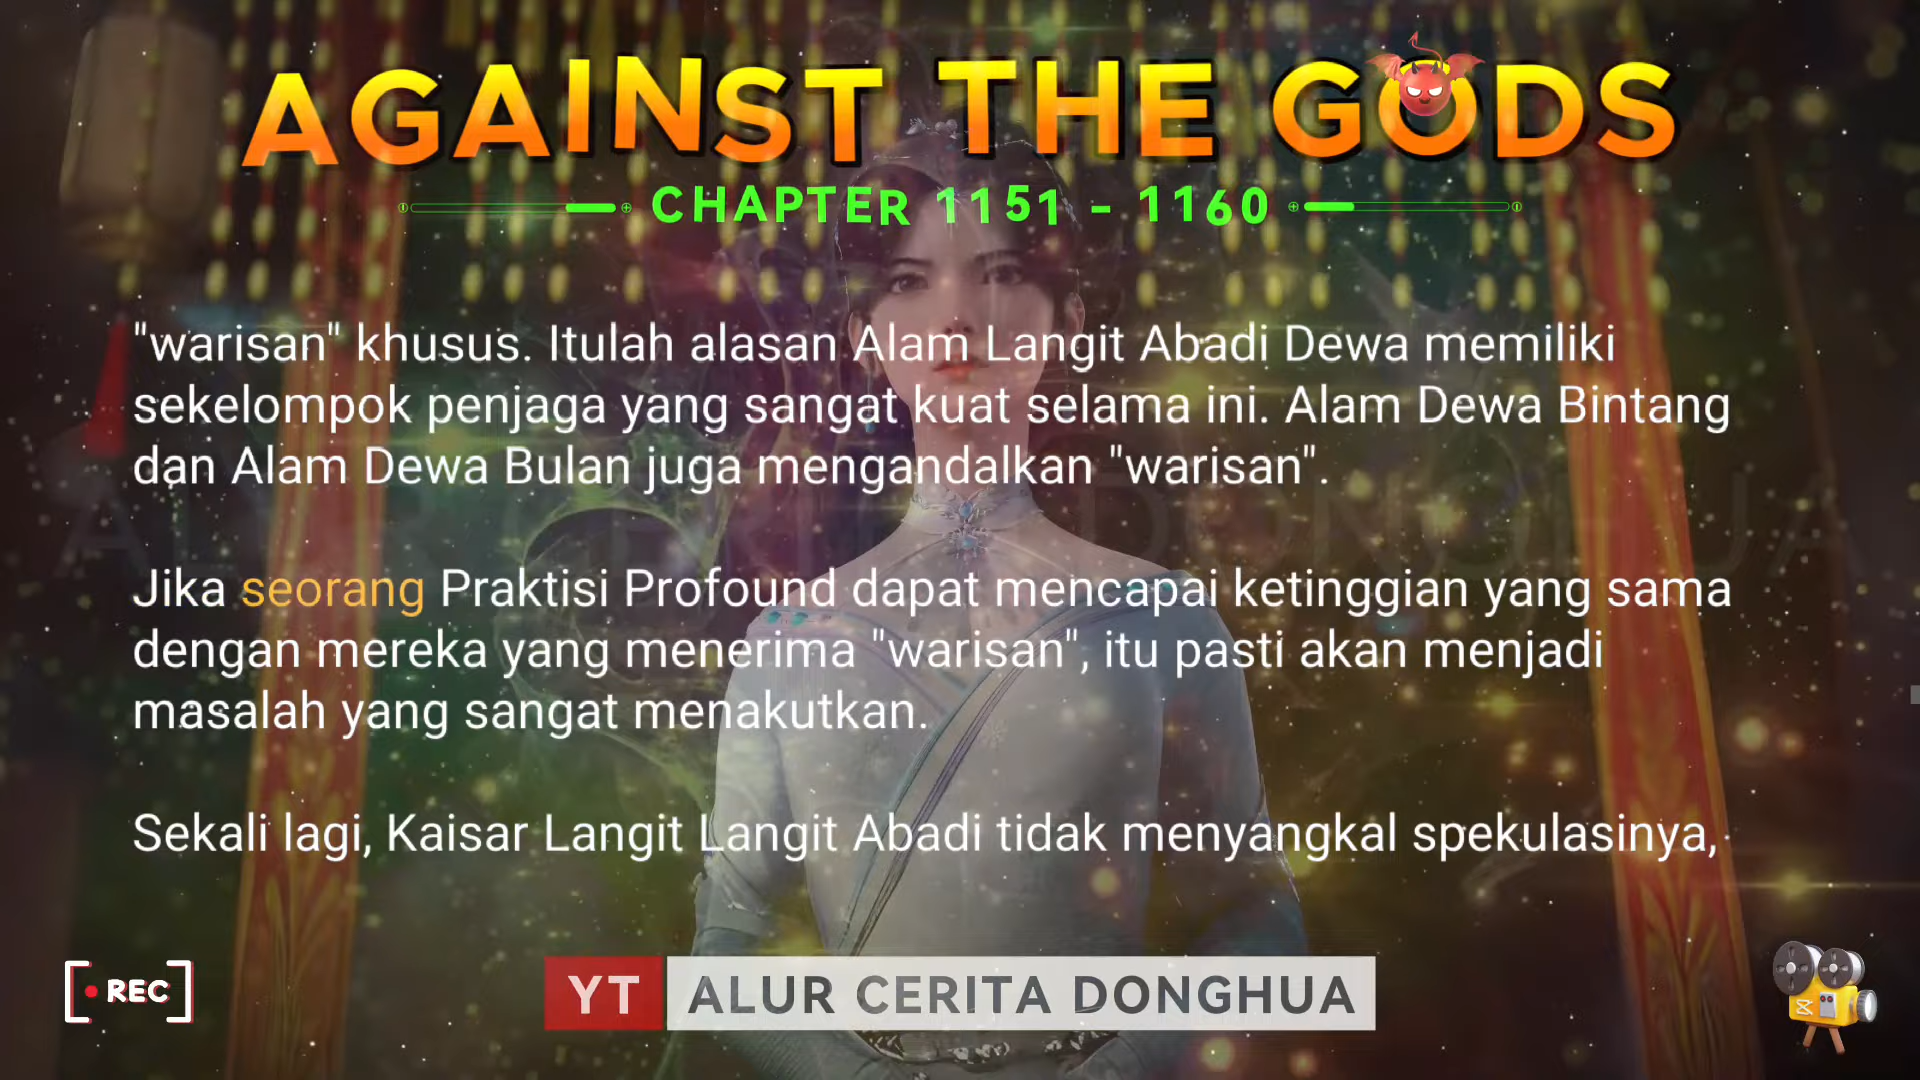 AGAINST THE GODS
CHAPTER 1151 - 1160
"warisan" khusus. Itulah alasan Alam Langit Abadi Dewa memiliki
sekelompok penjaga yang sangat kuat selama ini. Alam Dewa Bintang
dan Alam Dewa Bulan juga mengandalkan "warisan".
Jika seorang Praktisi Profound dapat mencapai ketinggian yang sama
dengan mereka yang menerima "warisan", itu pasti akan menjadi
masalah yang sangat menakutkan.
Sekali lagi, Kaisar Langit Langit Abadi tidak menyangkal spekulasinya,
REC
YT ALUR CERITA DONGHUA
ALUR CERITA DONGHUA